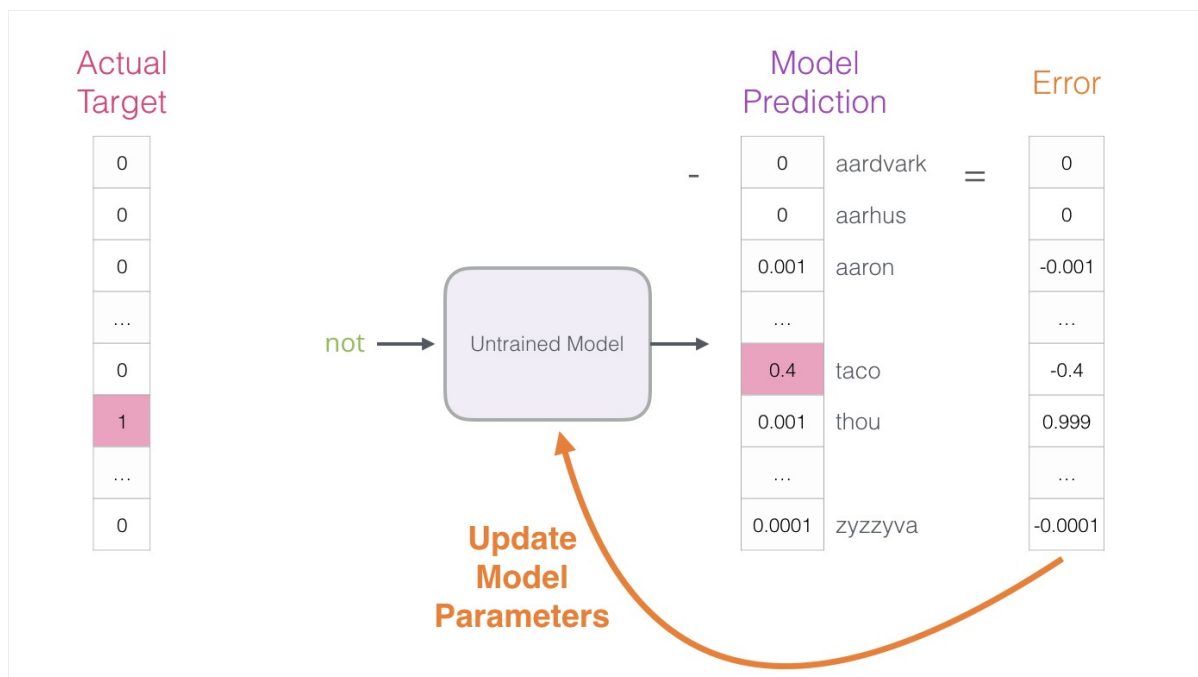 Actual
Target
Model
Prediction
Error
0
0
0
...
0
1
...
0
not
Untrained Model
-
0 aardvark
0 aarhus
0.001 aaron
...
0.4 taco
0.001 thou
...
0.0001 zyzzyva
=
0
0
-0.001
...
-0.4
0.999
...
-0.0001
Update
Model
Parameters